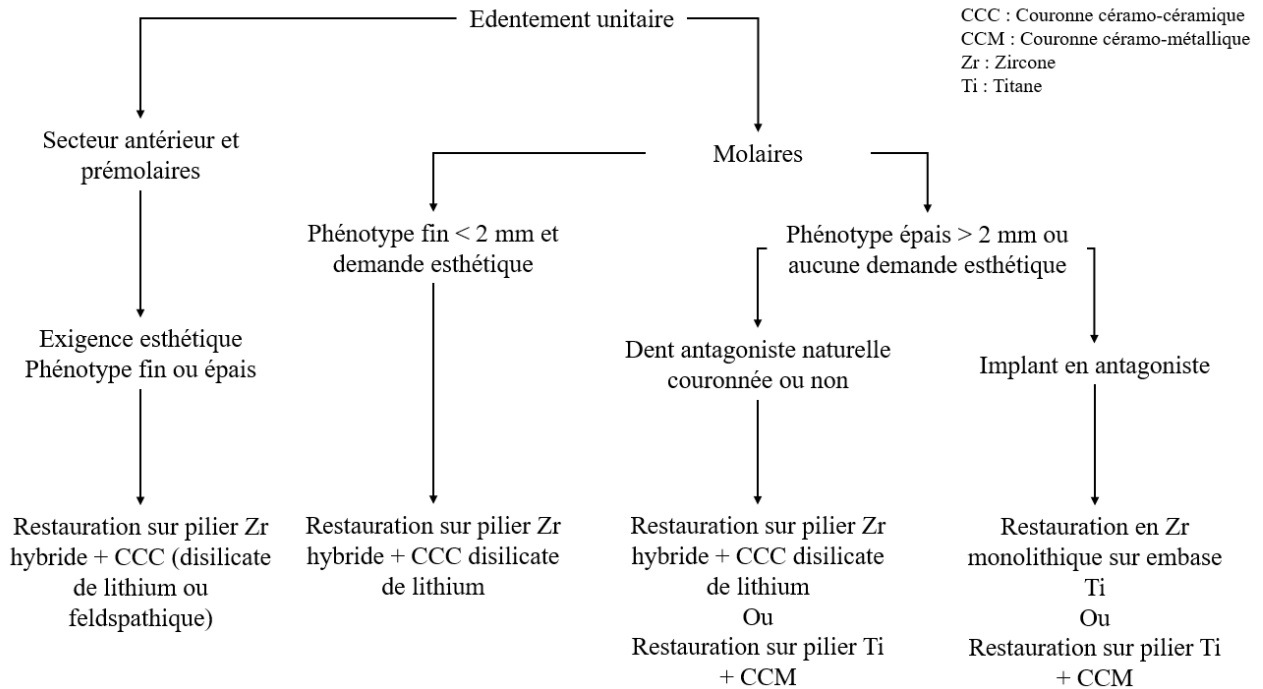 Edentement unitaire
CCC : Couronne céramo-céramique
CCM : Couronne céramo-métallique
Zr : Zircone
Ti : Titane
Secteur antérieur et
prémolaires
Molaires
Phénotype fin < 2 mm et
demande esthétique
Phénotype épais > 2 mm ou
aucune demande esthétique
Exigence esthétique
Phénotype fin ou épais
Dent antagoniste naturelle
couronnée ou non
Implant en antagoniste
Restauration sur pilier Zr
hybride + CCC (disilicate
de lithium ou
feldspathique)
Restauration sur pilier Zr
hybride + CCC disilicate
de lithium
Restauration sur pilier Zr
hybride + CCC disilicate
de lithium
Ou
Restauration sur pilier Ti
+ CCM
Restauration en Zr
monolithique sur embase
Ti
Ou
Restauration sur pilier Ti
+ CCM